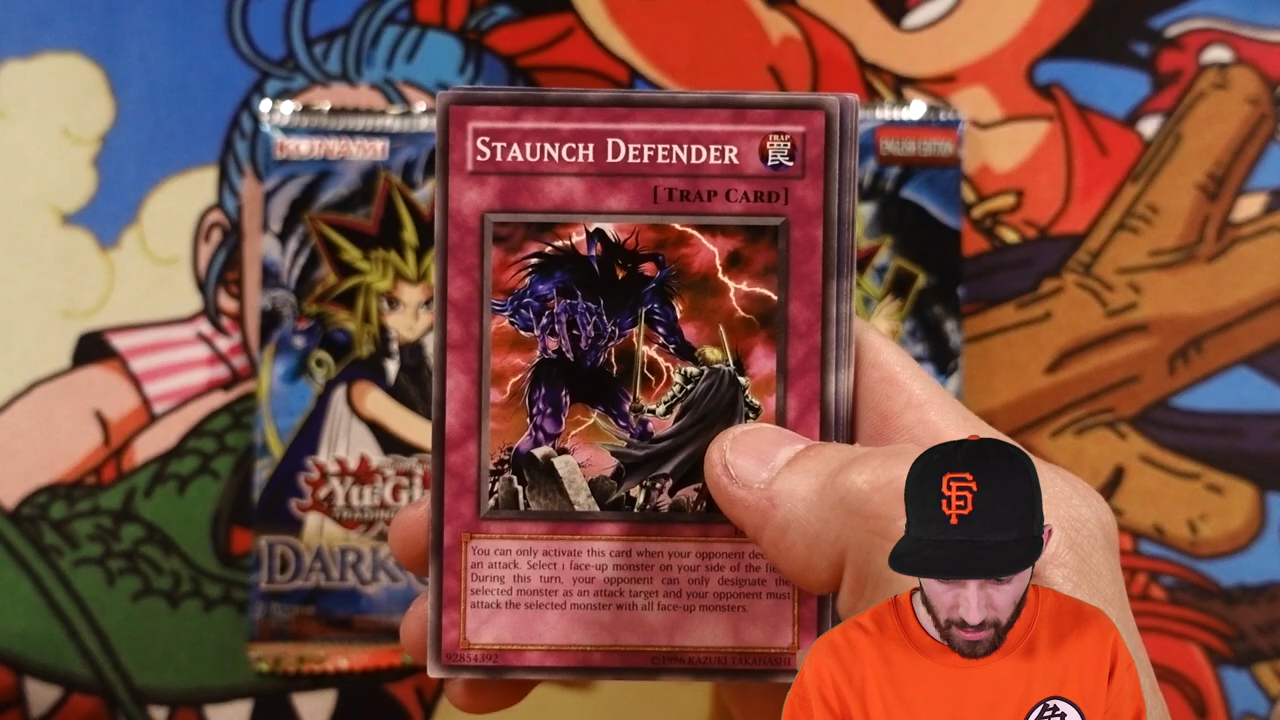 KONAMI
ENGLISH EDITION
STAUNCH DEFENDER
TRAP
罠
[TRAP CARD]
Yu-Gi
TRADING
DARK
You can only activate this card when your opponent
an attack. Select 1 face-up monster on your side of the
During this turn, your opponent can only designate the
selected monster as an attack target and your opponent must
attack the selected monster with all face-up monsters.
92854392
©1996 KAZUKI TAKAHASHI
SF